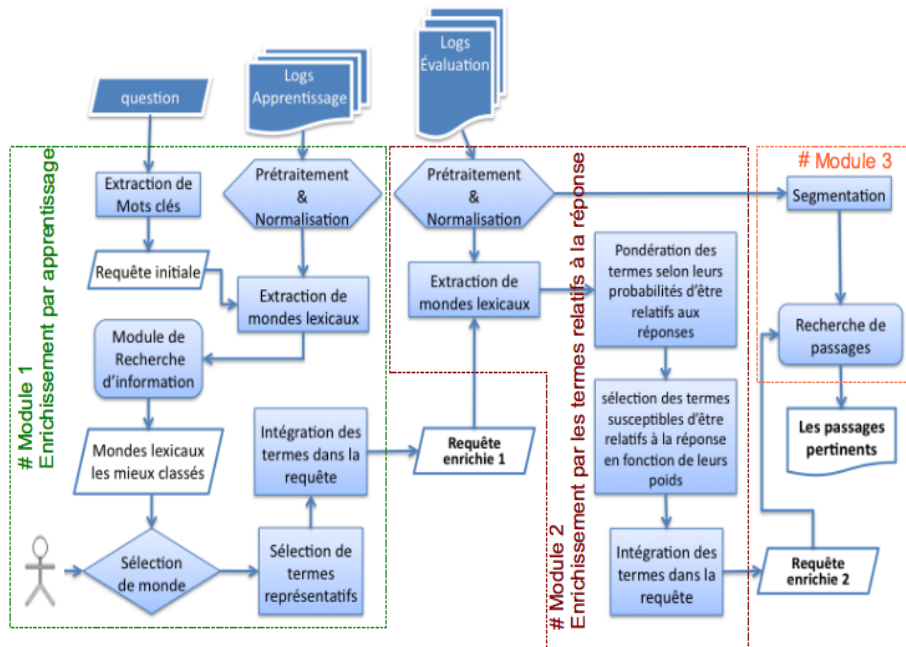 question
Logs
Apprentissage
Logs
Évaluation
# Module 1
Enrichissement par apprentissage
Extraction de
Mots clés
Prétraitement
&
Normalisation
Requête initiale
Extraction de
mondes lexicaux
Module de
Recherche
d'information
Mondes lexicaux
les mieux classés
Sélection
de monde
Sélection de
termes
représentatifs
Intégration des
termes dans la
requête
Requête
enrichie 1
# Module 2
Enrichissement par les termes relatifs à la réponse
Prétraitement
&
Normalisation
Extraction de
mondes lexicaux
Pondération des
termes selon leurs
probabilités d'être
relatifs aux
réponses
sélection des termes
susceptibles d'être
relatifs à la réponse
en fonction de leurs
poids
Intégration des
termes dans la
requête
Requête
enrichie 2
# Module 3
Segmentation
Recherche de
passages
Les passages
pertinents